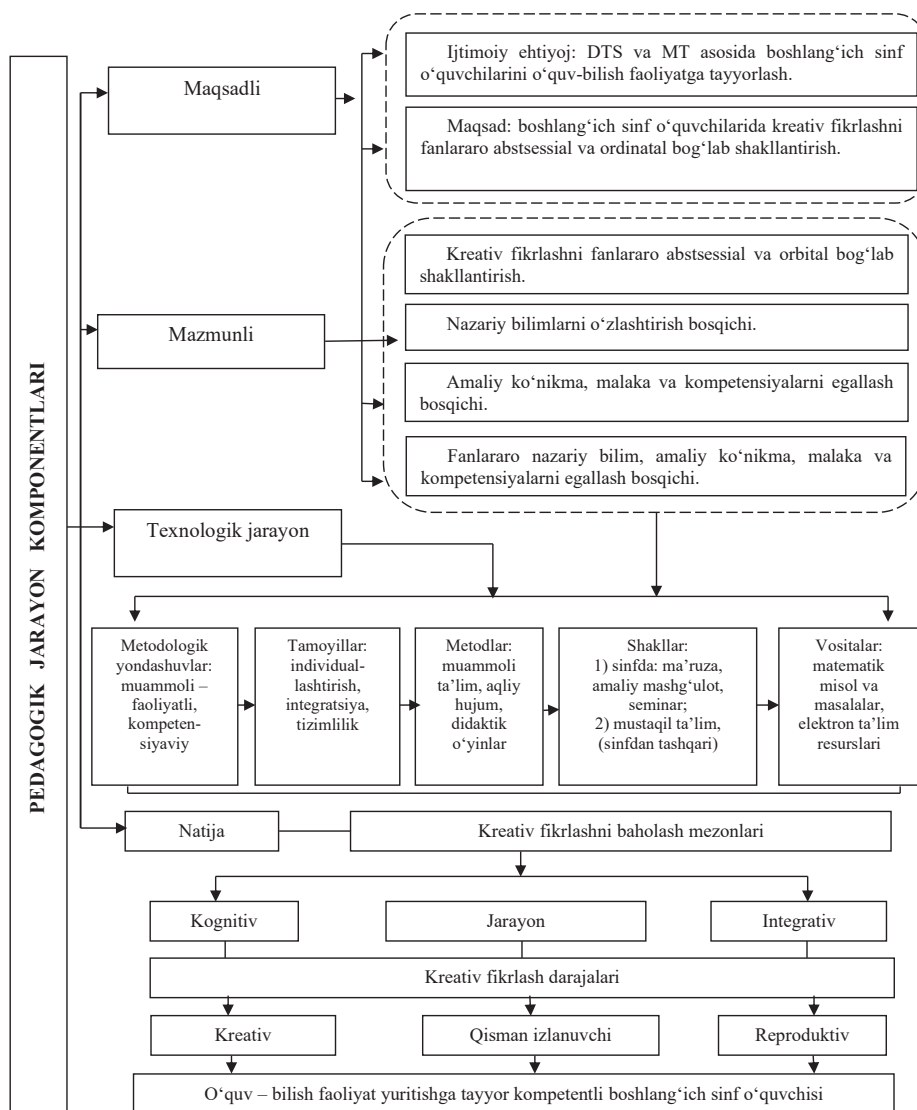 PEDAGOGIK JARAYON KOMPONENTLARI
Maqsadli
Ijtimoiy ehtiyoj: DTS va MT asosida boshlang‘ich sinf
o‘quvchilarini o‘quv-bilish faoliyatga tayyorlash.
Maqsad: boshlang‘ich sinf o‘quvchilarida kreativ fikrlashni
fanlararo abstsessial va ordinatal bog‘lab shakllantirish.
Mazmunli
Kreativ fikrlashni fanlararo abstsessial va orbital bog‘lab
shakllantirish.
Nazariy bilimlarni o‘zlashtirish bosqichi.
Amaliy ko‘nikma, malaka va kompetensiyalarni egallash
bosqichi.
Fanlararo nazariy bilim, amaliy ko‘nikma, malaka va
kompetensiyalarni egallash bosqichi.
Texnologik jarayon
Metodologik
yondashuvlar:
muammoli –
faoliyatli,
kompeten-
siyaviy
Tamoyillar:
individual-
lashtirish,
integratsiya,
tizimlilik
Metodlar:
muammoli
ta’lim, aqliy
hujum,
didaktik
o‘yinlar
Shakllar:
1) sinfda: ma’ruza,
amaliy mashg‘ulot,
seminar;
2) mustaqil ta’lim,
(sinfdan tashqari)
Vositalar:
matematik
misol va
masalalar,
elektron ta’lim
resurslari
Natija
Kreativ fikrlashni baholash mezonlari
Kognitiv
Jarayon
Integrativ
Kreativ fikrlash darajalari
Kreativ
Qisman izlanuvchi
Reproduktiv
O‘quv – bilish faoliyat yuritishga tayyor kompetentli boshlang‘ich sinf o‘quvchisi